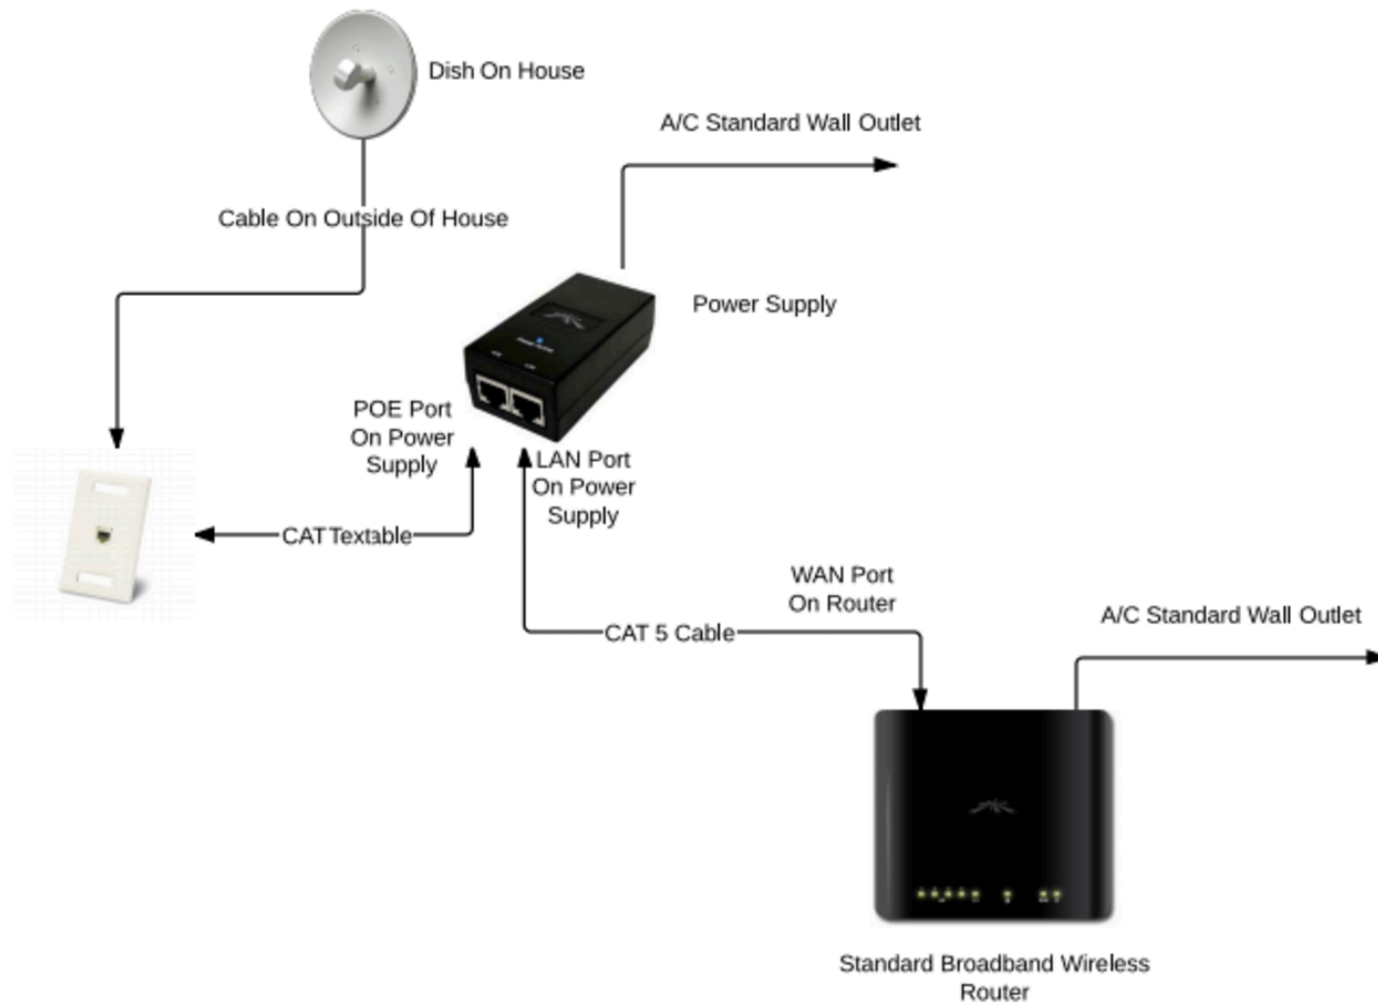 Dish On House
A/C Standard Wall Outlet
Cable On Outside Of House
Power Supply
POE Port
On Power
Supply
LAN Port
On Power
Supply
CAT Textable
WAN Port
On Router
CAT 5 Cable
A/C Standard Wall Outlet
Standard Broadband Wireless
Router